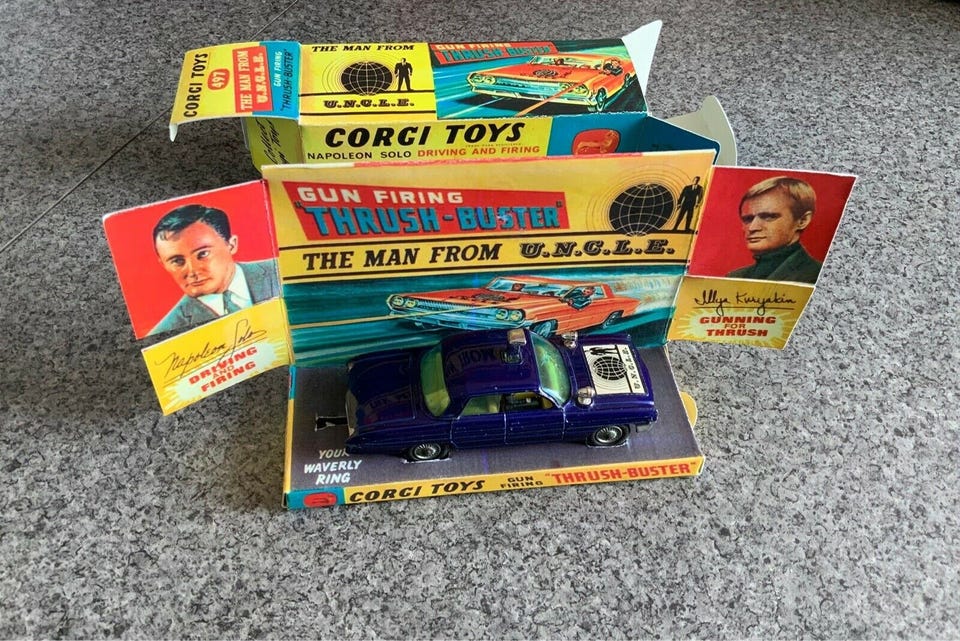 CORGI TOYS
497
THE MAN FROM
U.N.C.L.E.
GUN FIRING
"THRUSH-BUSTER"
THE MAN FROM
U.N.C.L.E.
GUN FIRING
"THRUSH-BUSTER"
CORGI TOYS
NAPOLEON SOLO DRIVING AND FIRING
GUN FIRING
"THRUSH-BUSTER"
THE MAN FROM U.N.C.L.E.
Napoleon Solo
DRIVING
AND
FIRING
Illya Kuryakin
GUNNING
FOR
THRUSH
U.N.C.L.E.
YOUR
WAVERLY
RING
CORGI TOYS GUN FIRING "THRUSH-BUSTER"